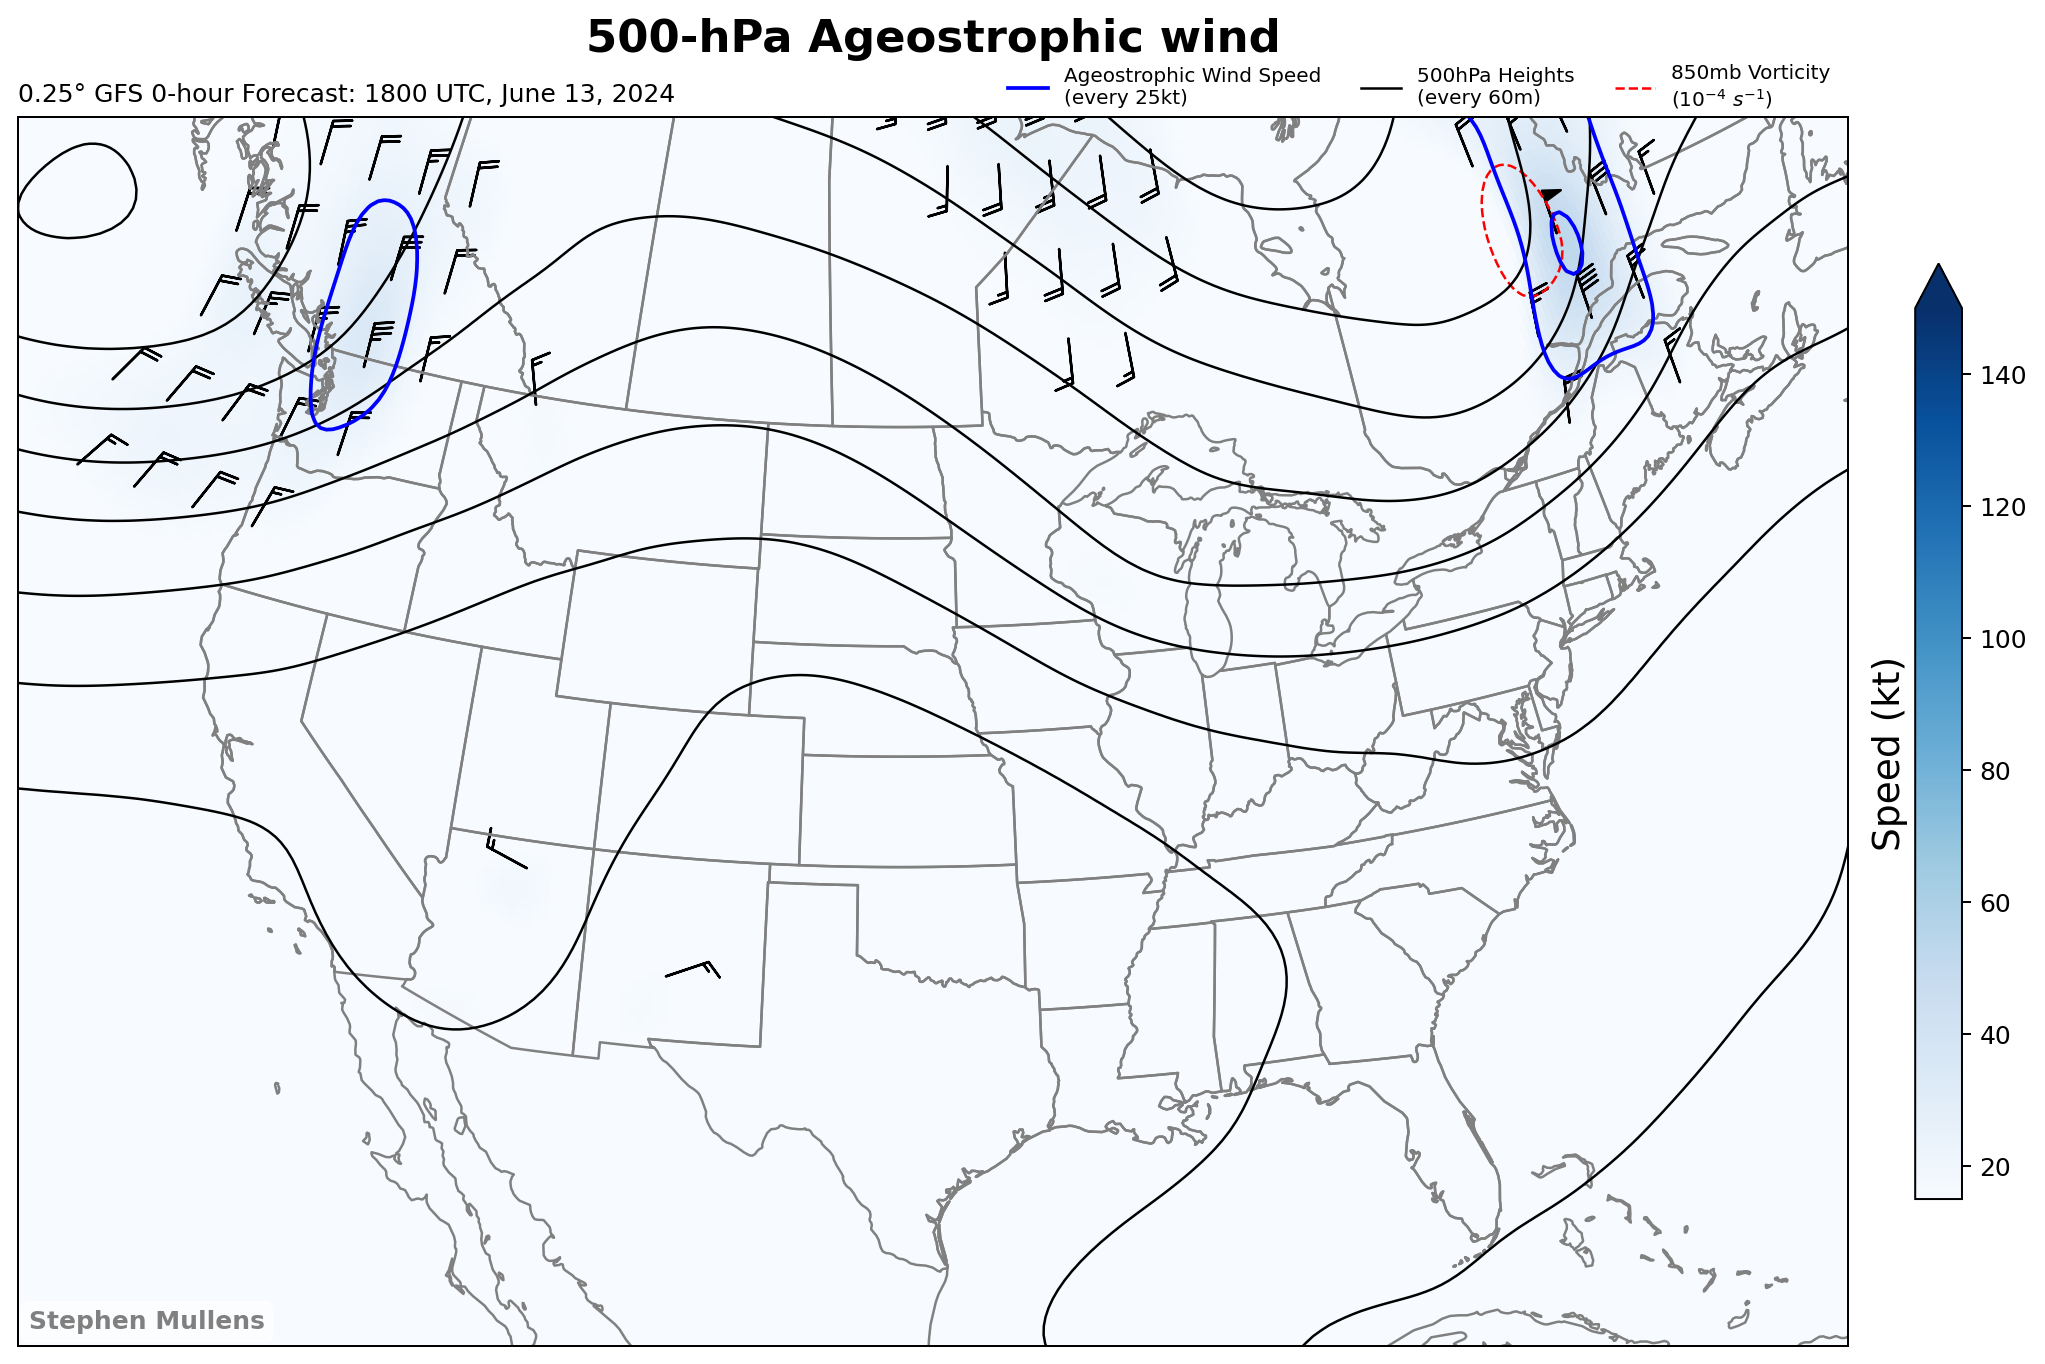 500-hPa Ageostrophic wind
0.25° GFS 0-hour Forecast: 1800 UTC, June 13, 2024
Ageostrophic Wind Speed
(every 25kt)
500hPa Heights
(every 60m)
850mb Vorticity
(10⁻⁴ s⁻¹)
140
120
100
80
60
40
20
Speed (kt)
Stephen Mullens